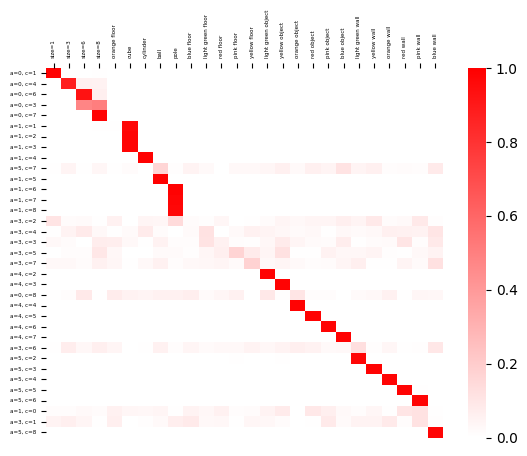 size=1
size=3
size=6
size=8
orange floor
cube
cylinder
ball
pole
blue floor
light green floor
red floor
pink floor
yellow floor
light green object
yellow object
orange object
red object
pink object
blue object
light green wall
yellow wall
orange wall
red wall
pink wall
blue wall
a=0, c=1
a=0, c=4
a=0, c=6
a=0, c=3
a=0, c=7
a=1, c=1
a=1, c=2
a=1, c=3
a=1, c=4
a=5, c=7
a=1, c=5
a=1, c=6
a=1, c=7
a=1, c=8
a=3, c=2
a=3, c=4
a=3, c=3
a=3, c=5
a=3, c=7
a=4, c=2
a=4, c=3
a=0, c=8
a=4, c=4
a=4, c=5
a=4, c=6
a=4, c=7
a=3, c=6
a=5, c=2
a=5, c=3
a=5, c=4
a=5, c=5
a=5, c=6
a=1, c=0
a=3, c=1
a=5, c=8
1.0
0.8
0.6
0.4
0.2
0.0